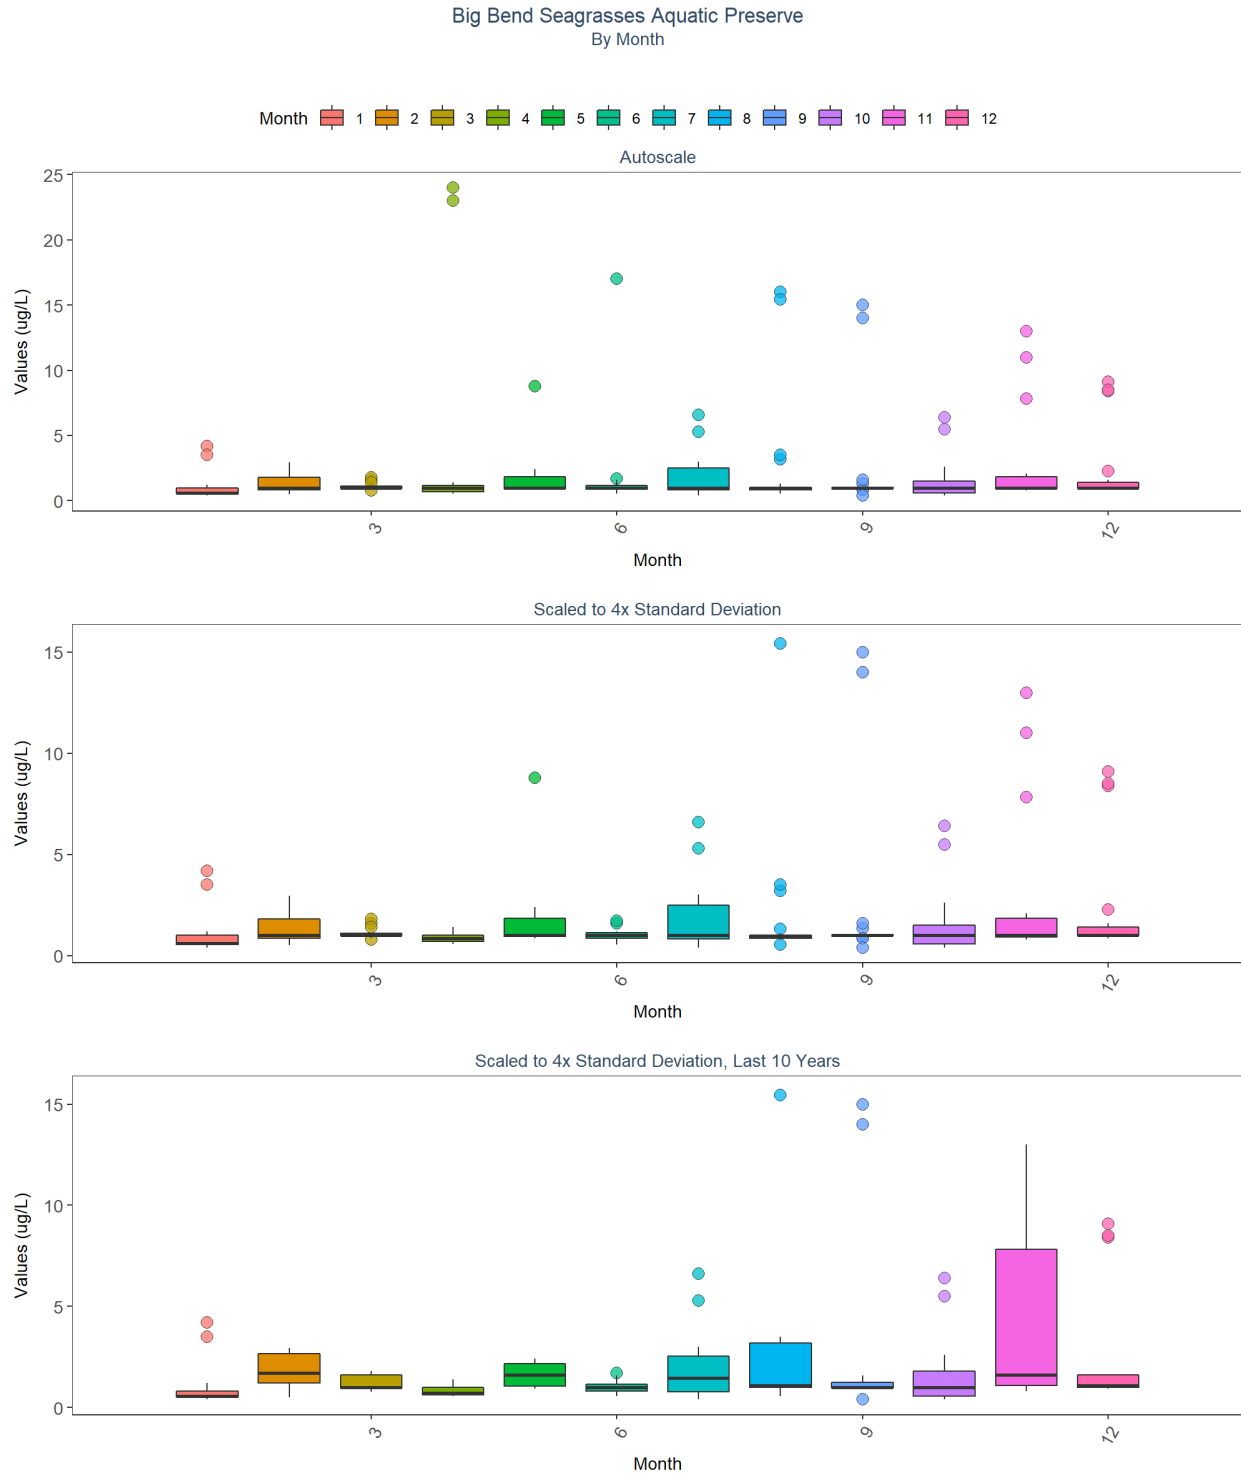 Big Bend Seagrasses Aquatic Preserve
By Month
Month 1 2 3 4 5 6 7 8 9 10 11 12
Autoscale
25
20
15
10
5
0
Values (ug/L)
3 6 9 12
Month
Scaled to 4x Standard Deviation
15
10
5
0
Values (ug/L)
3 6 9 12
Month
Scaled to 4x Standard Deviation, Last 10 Years
15
10
5
0
Values (ug/L)
3 6 9 12
Month